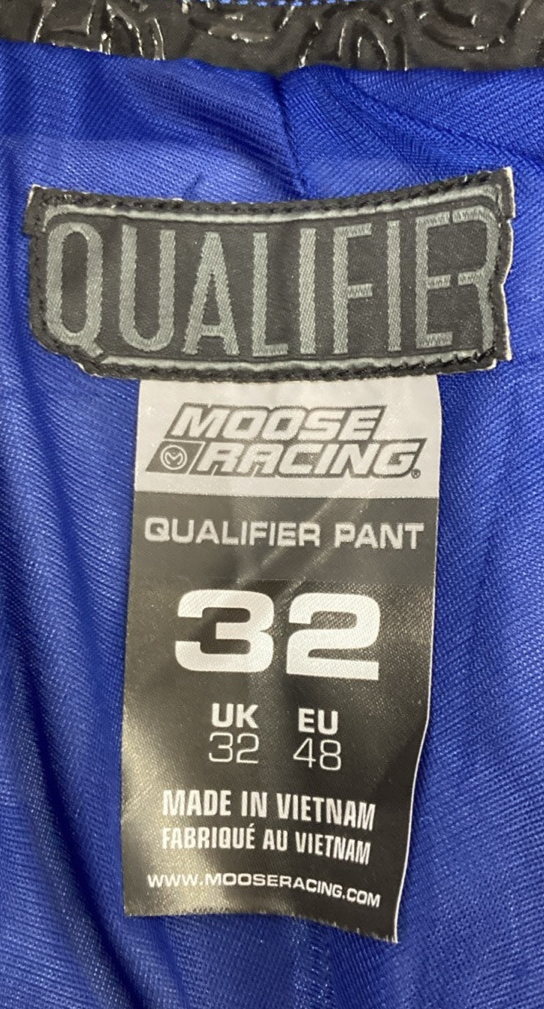 QUALIFIER
MOOSE
RACING®
QUALIFIER PANT
32
UK EU
32 48
MADE IN VIETNAM
FABRIQUÉ AU VIETNAM
WWW.MOOSERACING.COM